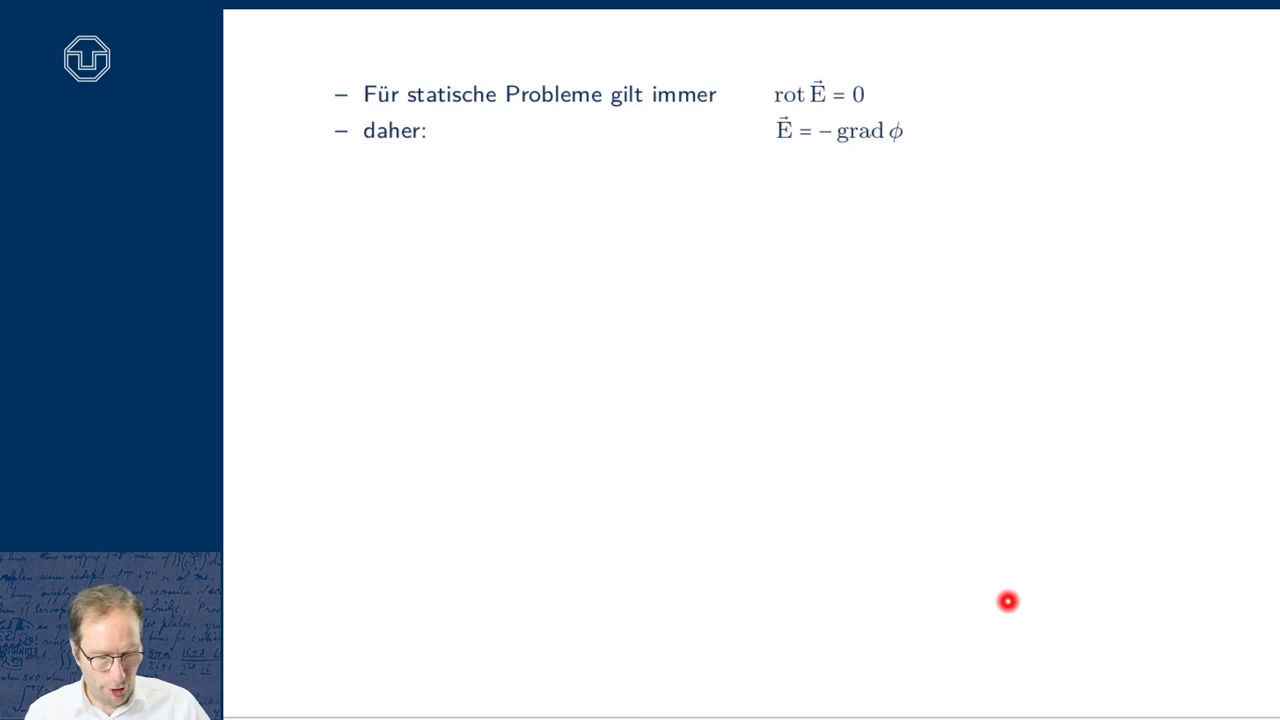 – Für statische Probleme gilt immer rot E⃗ = 0
– daher: E⃗ = – grad ϕ